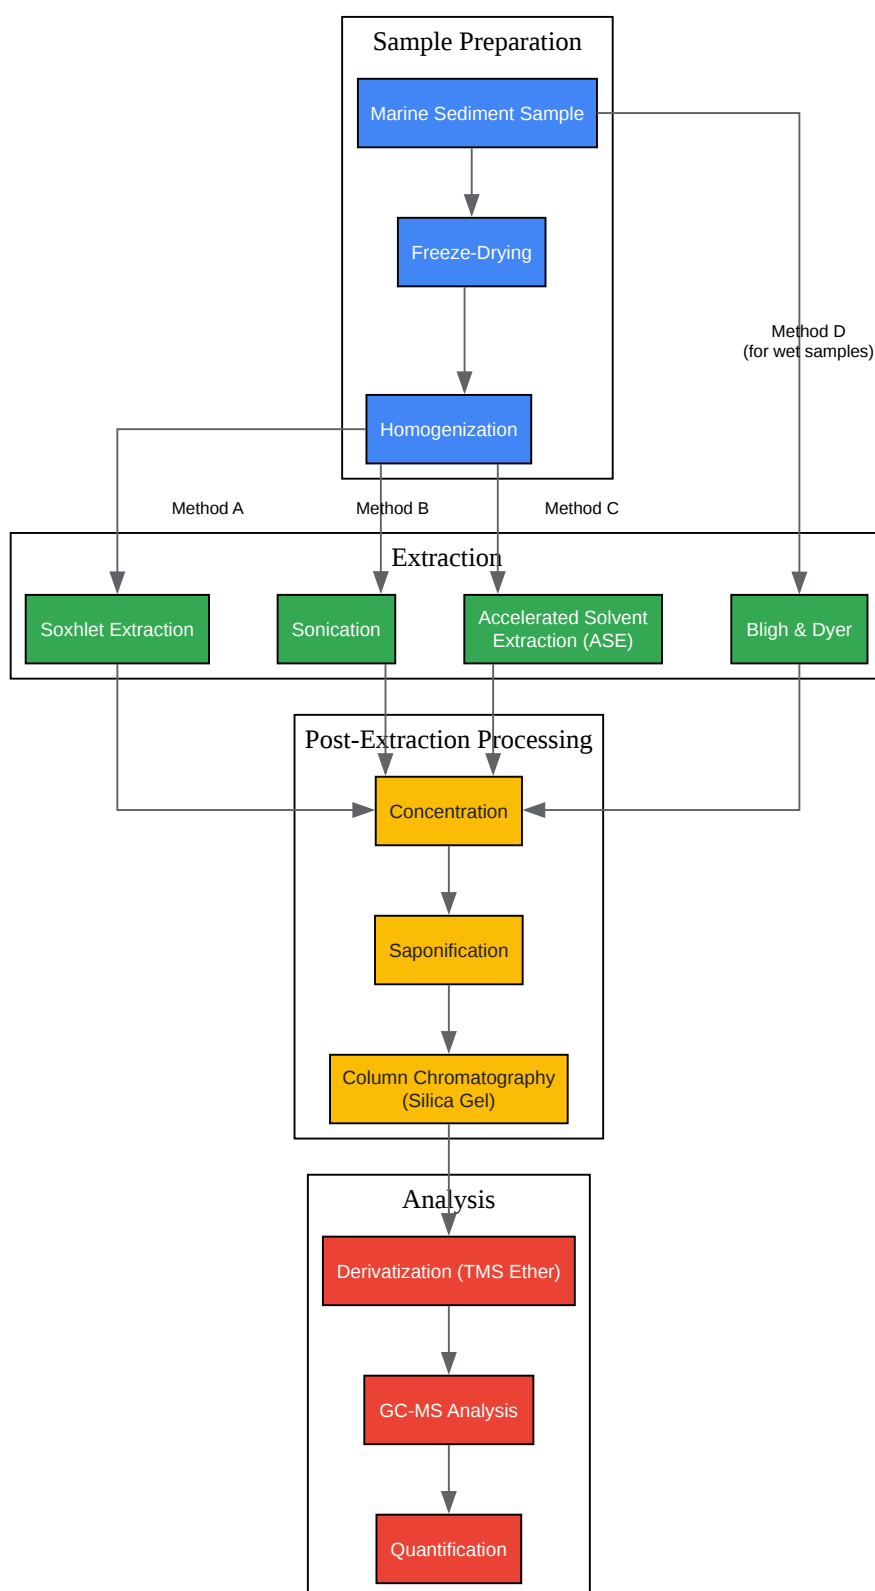 Sample Preparation
Marine Sediment Sample
Freeze-Drying
Method D
(for wet samples)
Homogenization
Method A
Method B
Method C
Extraction
Soxhlet Extraction
Sonication
Accelerated Solvent
Extraction (ASE)
Bligh & Dyer
Post-Extraction Processing
Concentration
Saponification
Column Chromatography
(Silica Gel)
Analysis
Derivatization (TMS Ether)
GC-MS Analysis
Quantification